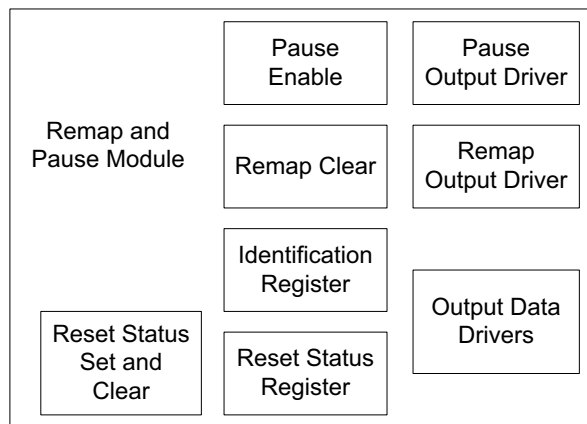 Pause
Enable
Pause
Output Driver
Remap and
Pause Module
Remap Clear
Remap
Output Driver
Identification
Register
Output Data
Drivers
Reset Status
Set and
Clear
Reset Status
Register